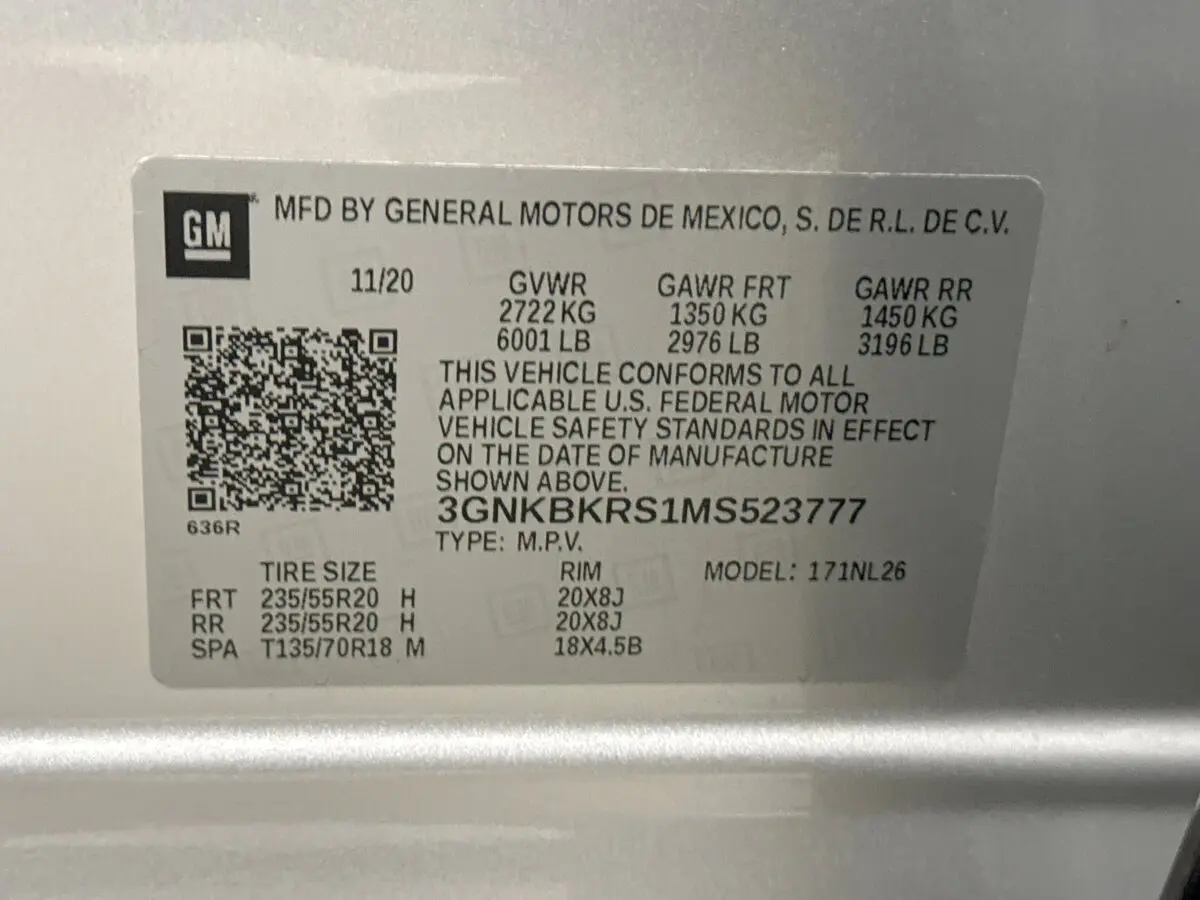 GM MFD BY GENERAL MOTORS DE MEXICO, S. DE R.L. DE C.V.
11/20 GVWR GAWR FRT GAWR RR
2722 KG 1350 KG 1450 KG
6001 LB 2976 LB 3196 LB
THIS VEHICLE CONFORMS TO ALL
APPLICABLE U.S. FEDERAL MOTOR
VEHICLE SAFETY STANDARDS IN EFFECT
ON THE DATE OF MANUFACTURE
SHOWN ABOVE.
3GNKBKRS1MS523777
636R
TYPE: M.P.V.
TIRE SIZE RIM MODEL: 171NL26
FRT 235/55R20 H 20X8J
RR 235/55R20 H 20X8J
SPA T135/70R18 M 18X4.5B